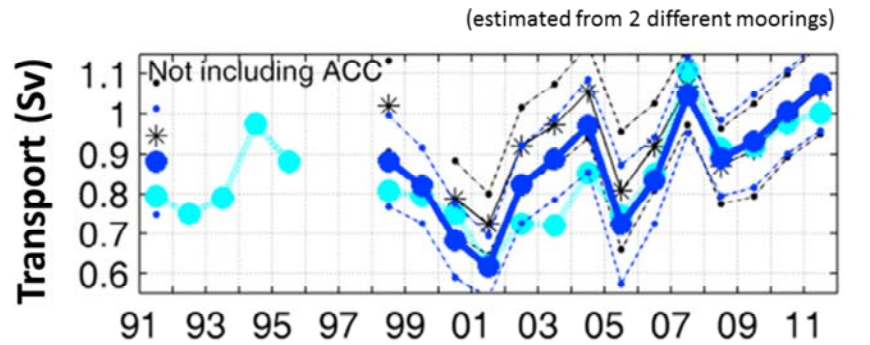 (estimated from 2 different moorings)
Transport (Sv)
Not including ACC
1.1
1
0.9
0.8
0.7
0.6
91 93 95 97 99 01 03 05 07 09 11